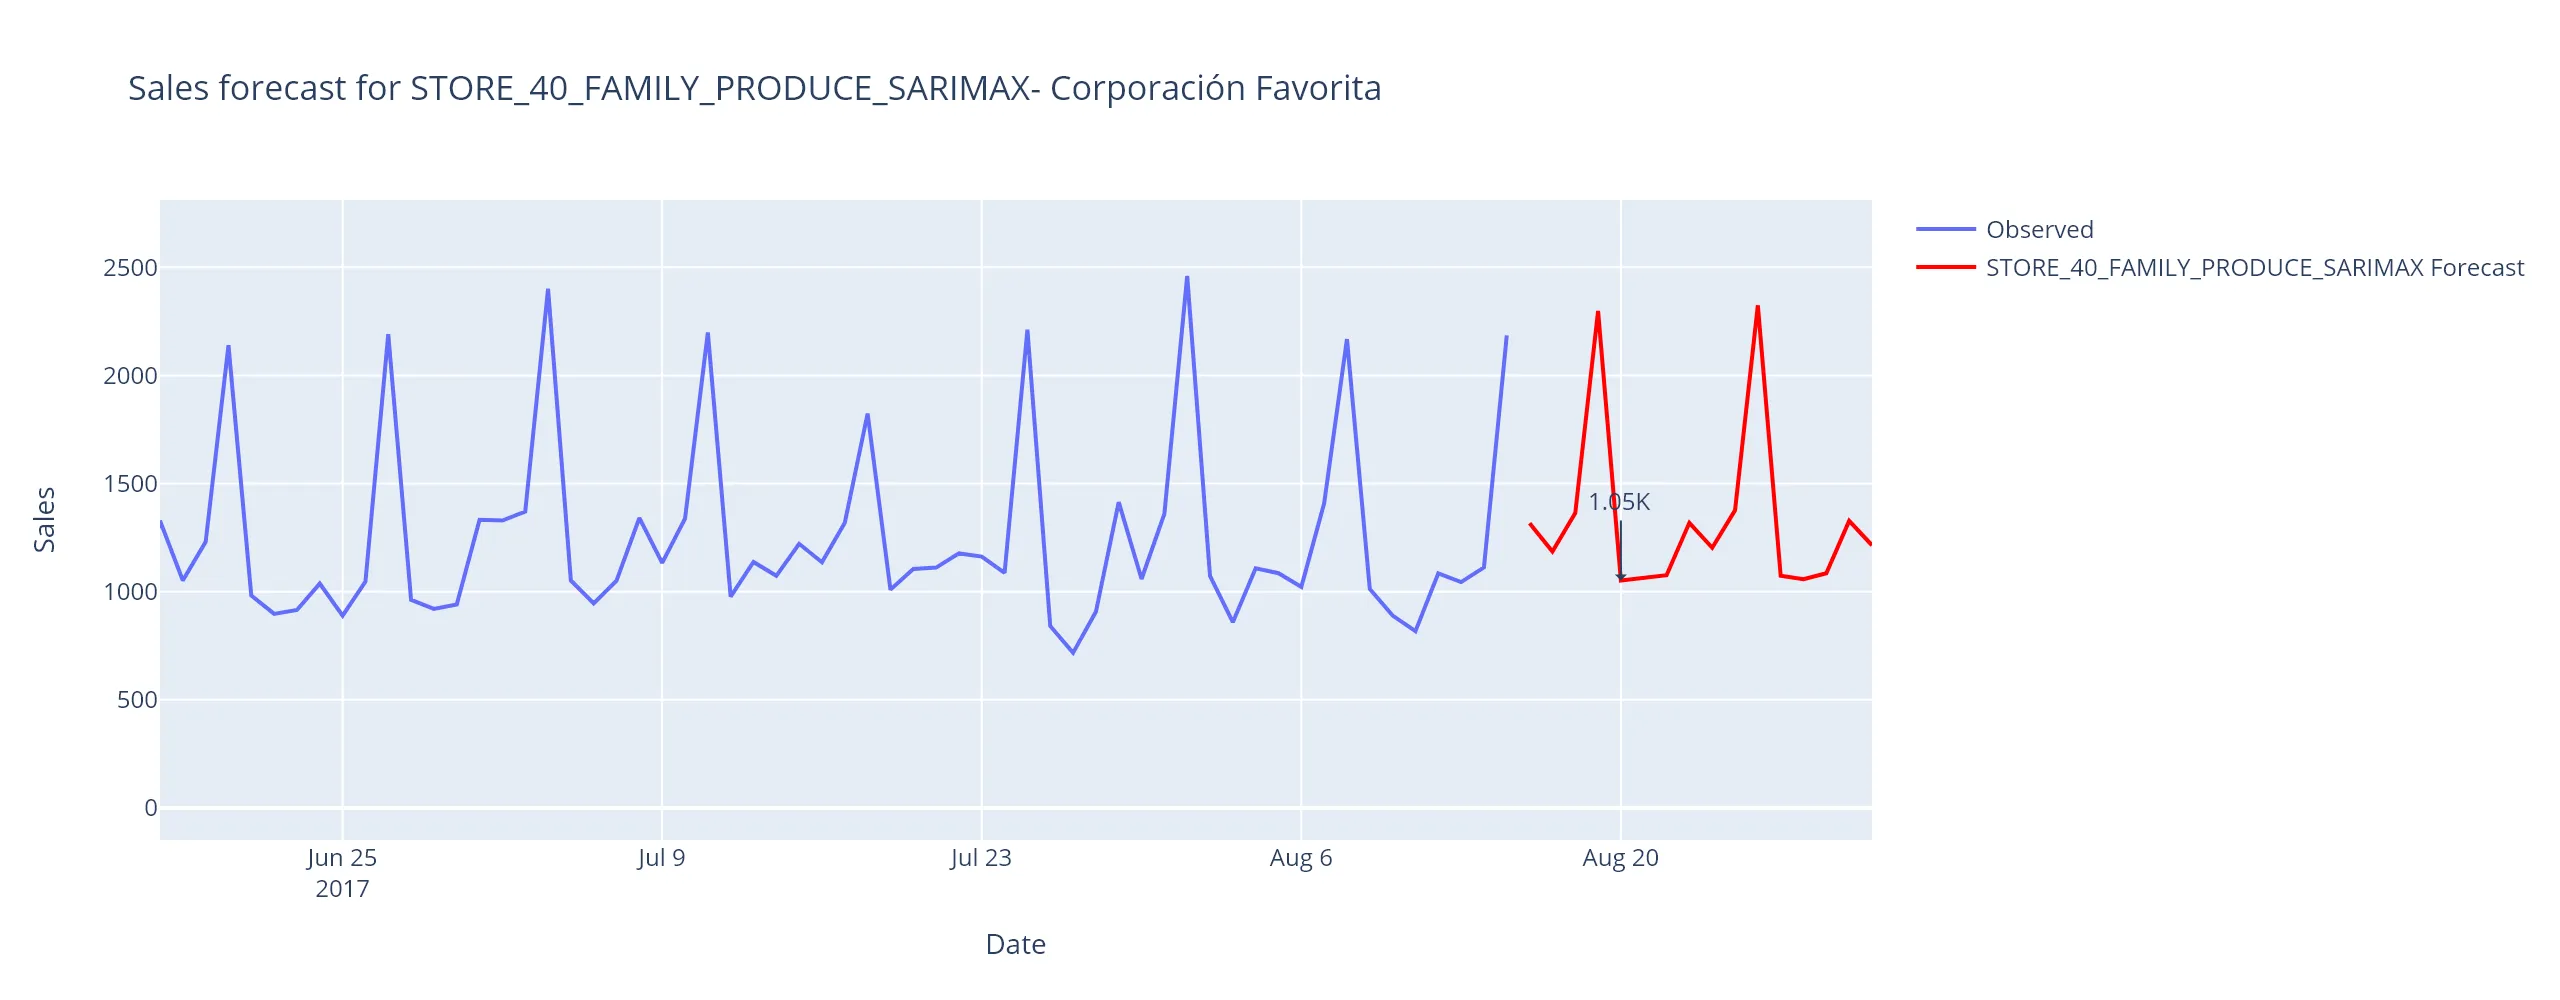 Sales forecast for STORE_40_FAMILY_PRODUCE_SARIMAX- Corporación Favorita
Observed
STORE_40_FAMILY_PRODUCE_SARIMAX Forecast
2500
2000
1500
1000
500
0
Sales
1.05K
Jun 25
2017
Jul 9
Jul 23
Aug 6
Aug 20
Date